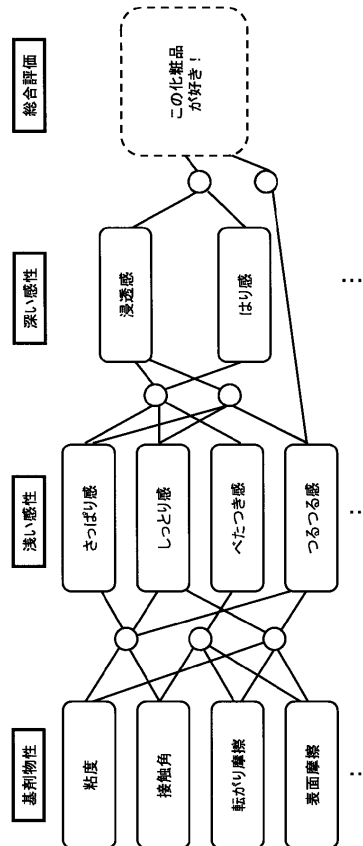 基剤物性
浅い感性
深い感性
総合評価
粘度
接触角
転がり摩擦
表面摩擦
…
さっぱり感
しっとり感
べたつき感
つるつる感
…
浸透感
はり感
…
この化粧品
が好き！